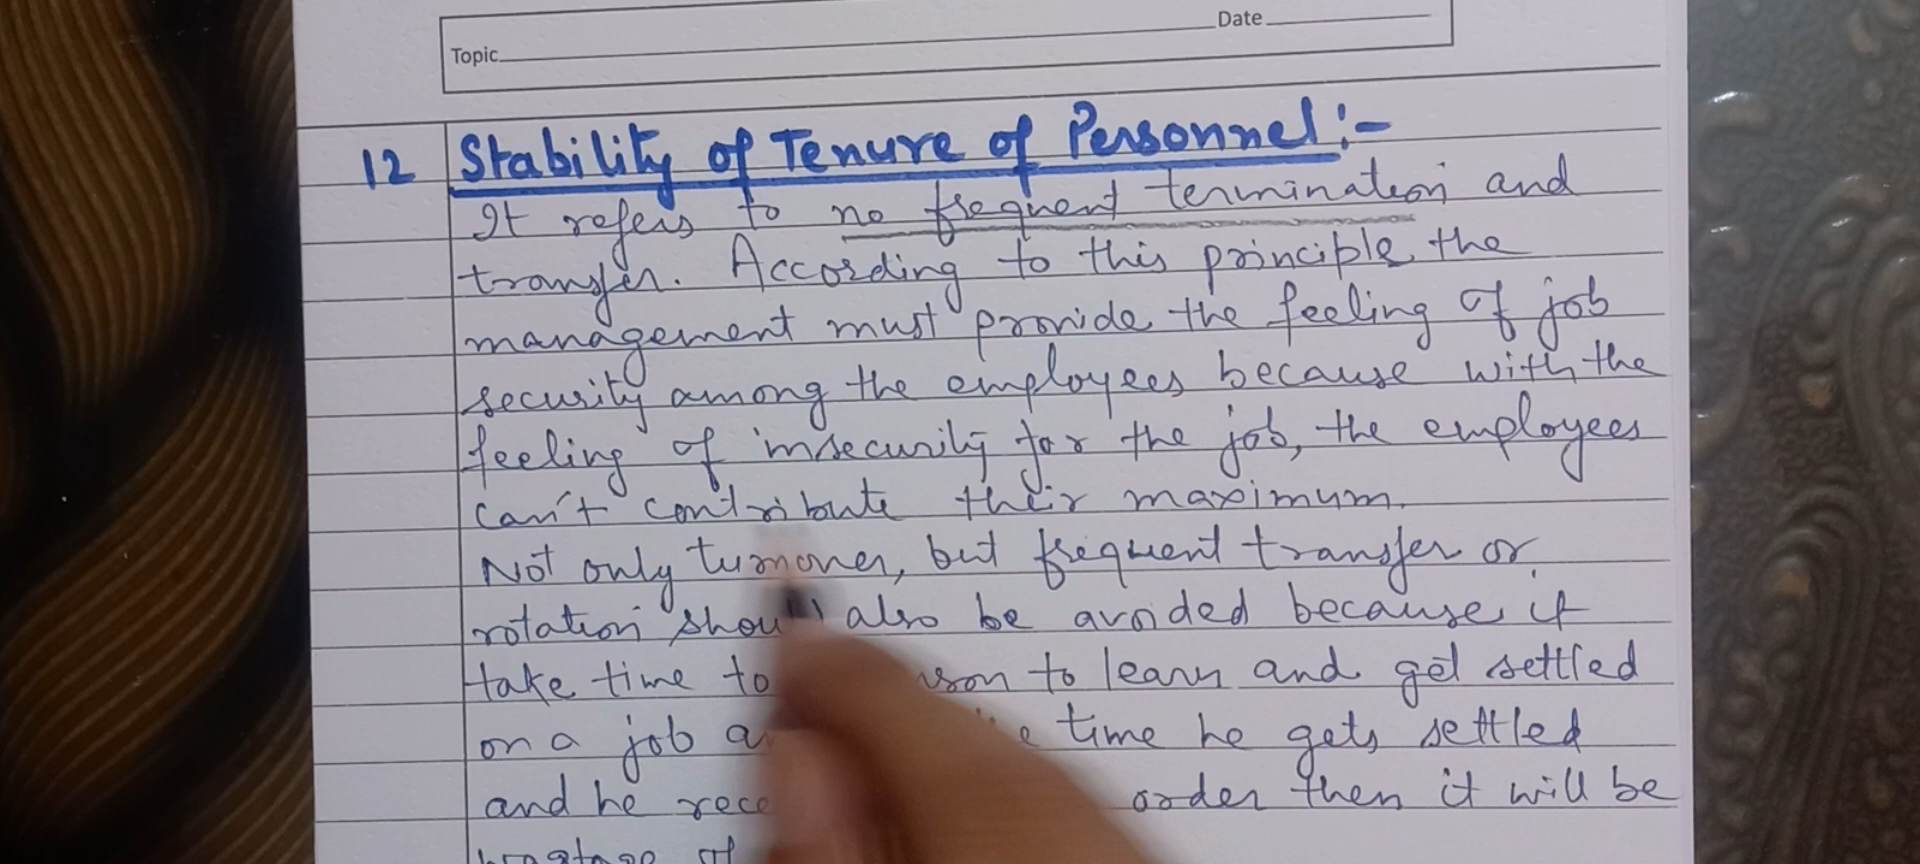 Date
Topic
12 Stability of Tenure of Personnel:-
It refers to no frequent termination and
transfer. According to this principle the
management must provide the feeling of job
security among the employees because with the
feeling of insecurity for the job, the employees
can't contribute their maximum.
Not only turnover, but frequent transfer or
rotation should also be avoided because it
take time to to learn and get settled
on a job time he gets settled
and he order then it will be
of